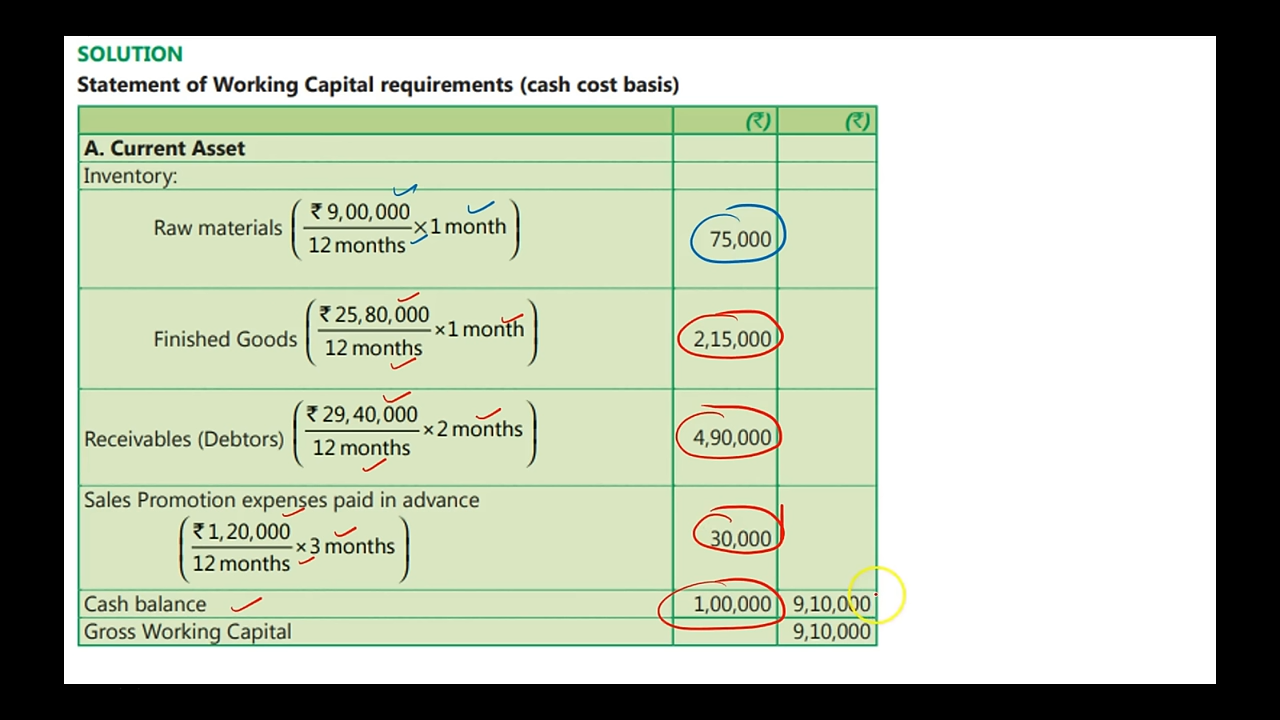 SOLUTION
Statement of Working Capital requirements (cash cost basis)
(₹) (₹)
A. Current Asset
Inventory:
Raw materials (₹ 9,00,000 / 12 months × 1 month) 75,000
Finished Goods (₹ 25,80,000 / 12 months × 1 month) 2,15,000
Receivables (Debtors) (₹ 29,40,000 / 12 months × 2 months) 4,90,000
Sales Promotion expenses paid in advance
(₹ 1,20,000 / 12 months × 3 months) 30,000
Cash balance 1,00,000 9,10,000
Gross Working Capital 9,10,000